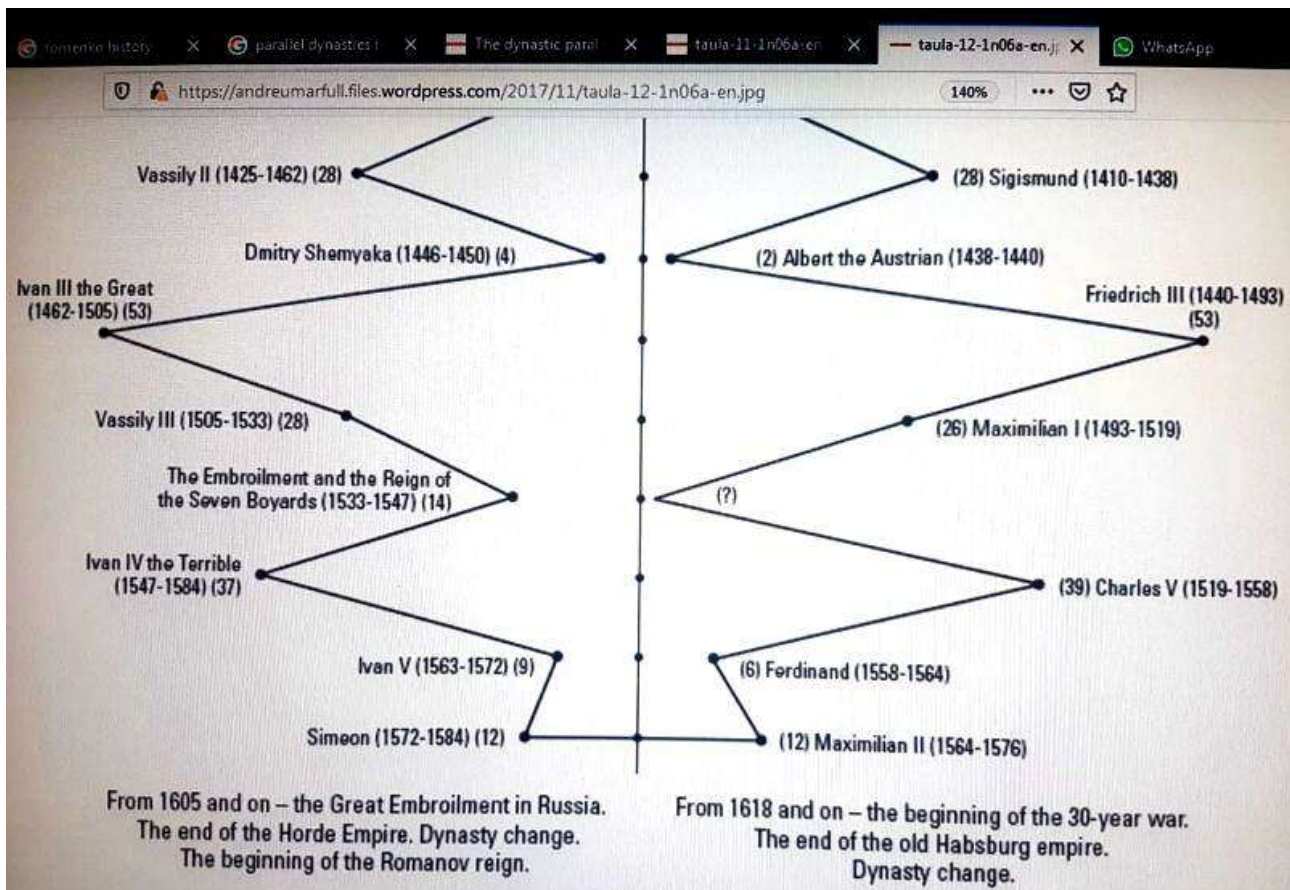 fomenko history
parallel dynasties t
The dynastic paral
taula-11-1n06a-en
taula-12-1n06a-en.j
WhatsApp
https://andreumarfull.files.wordpress.com/2017/11/taula-12-1n06a-en.jpg
140%
Vassily II (1425-1462) (28)
(28) Sigismund (1410-1438)
Dmitry Shemyaka (1446-1450) (4)
(2) Albert the Austrian (1438-1440)
Ivan III the Great
(1462-1505) (53)
Friedrich III (1440-1493)
(53)
Vassily III (1505-1533) (28)
(26) Maximilian I (1493-1519)
The Embroilment and the Reign of
the Seven Boyards (1533-1547) (14)
(?)
Ivan IV the Terrible
(1547-1584) (37)
(39) Charles V (1519-1558)
Ivan V (1563-1572) (9)
(6) Ferdinand (1558-1564)
Simeon (1572-1584) (12)
(12) Maximilian II (1564-1576)
From 1605 and on – the Great Embroilment in Russia.
The end of the Horde Empire. Dynasty change.
The beginning of the Romanov reign.
From 1618 and on – the beginning of the 30-year war.
The end of the old Habsburg empire.
Dynasty change.